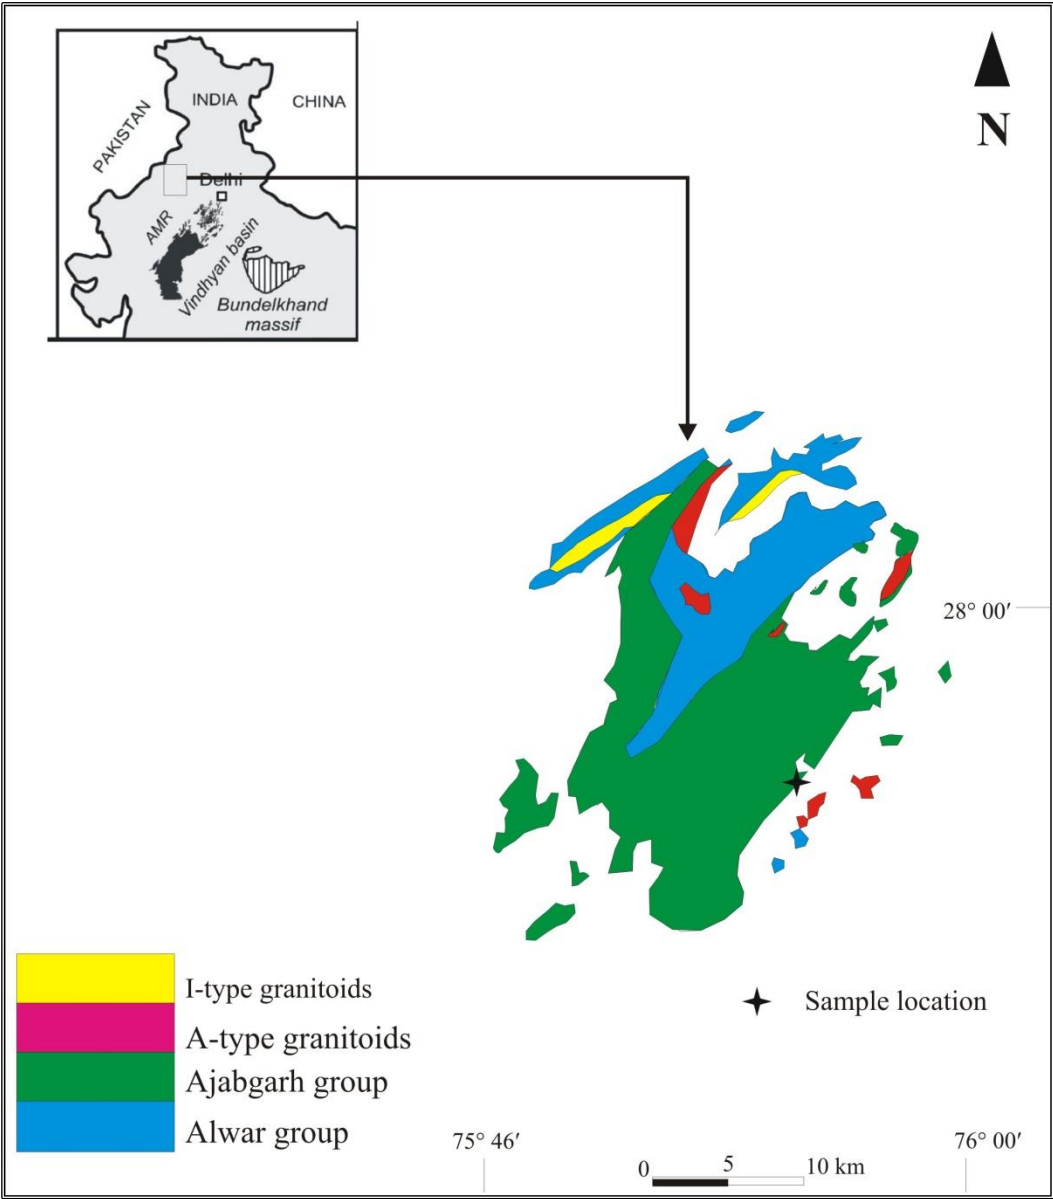 N
PAKISTAN
INDIA
CHINA
Delhi
AMR
Vindhyan basin
Bundelkhand
massif
28° 00′
I-type granitoids
A-type granitoids
Ajabgarh group
Alwar group
Sample location
75° 46′
76° 00′
0 5 10 km